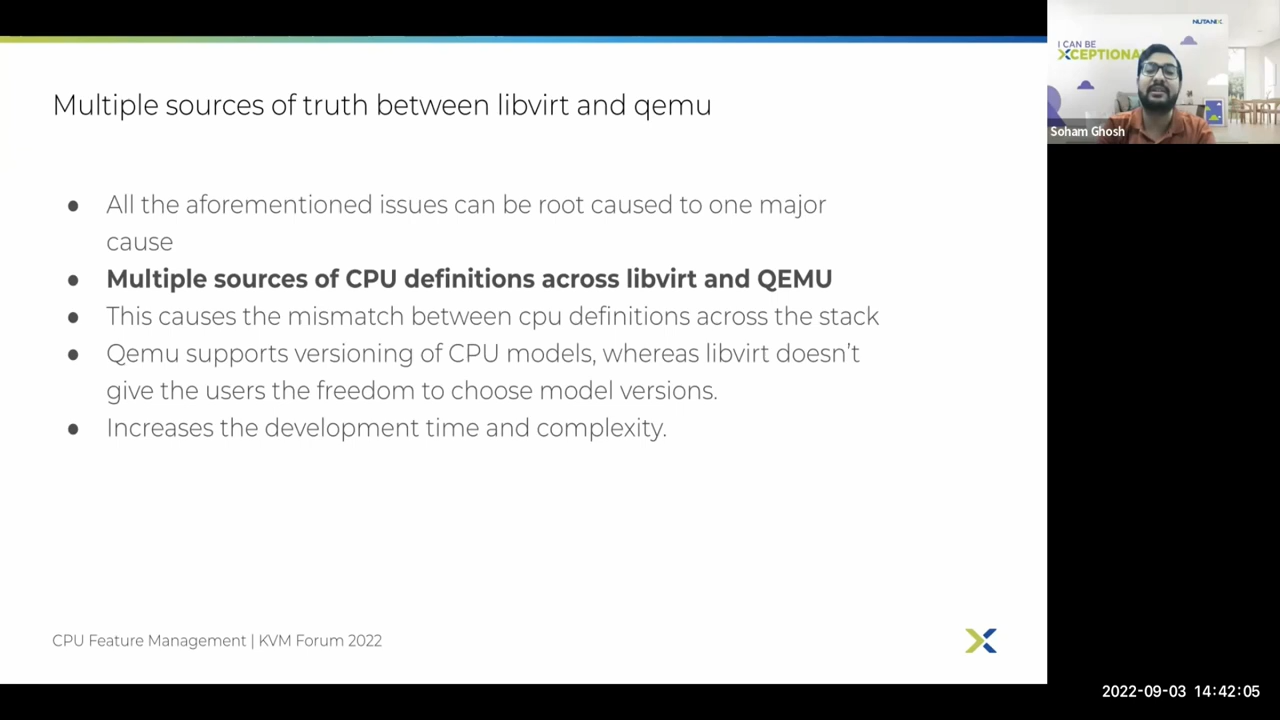 Multiple sources of truth between libvirt and qemu
● All the aforementioned issues can be root caused to one major
cause
● Multiple sources of CPU definitions across libvirt and QEMU
● This causes the mismatch between cpu definitions across the stack
● Qemu supports versioning of CPU models, whereas libvirt doesn’t
give the users the freedom to choose model versions.
● Increases the development time and complexity.
CPU Feature Management | KVM Forum 2022
NUTANIX
I CAN BE
XCEPTIONA
Soham Ghosh
2022-09-03 14:42:05